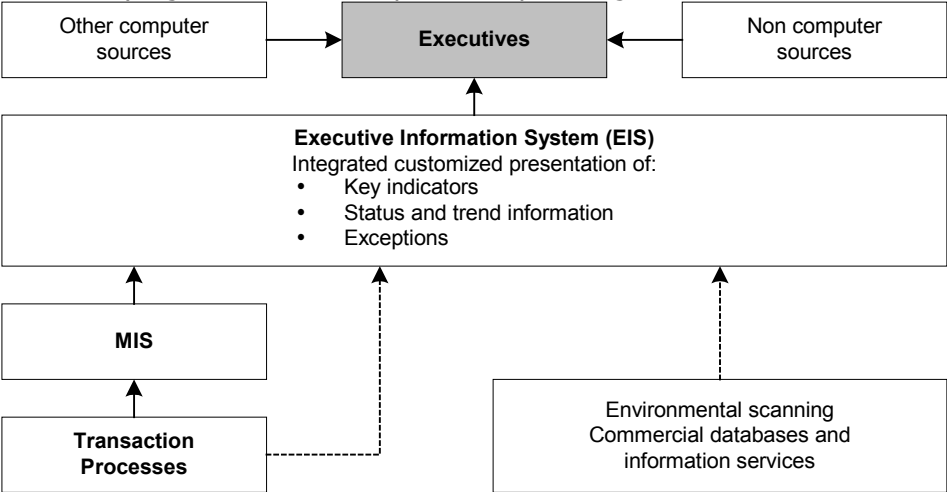 Other computer
sources
Executives
Non computer
sources
Executive Information System (EIS)
Integrated customized presentation of:
• Key indicators
• Status and trend information
• Exceptions
MIS
Transaction
Processes
Environmental scanning
Commercial databases and
information services